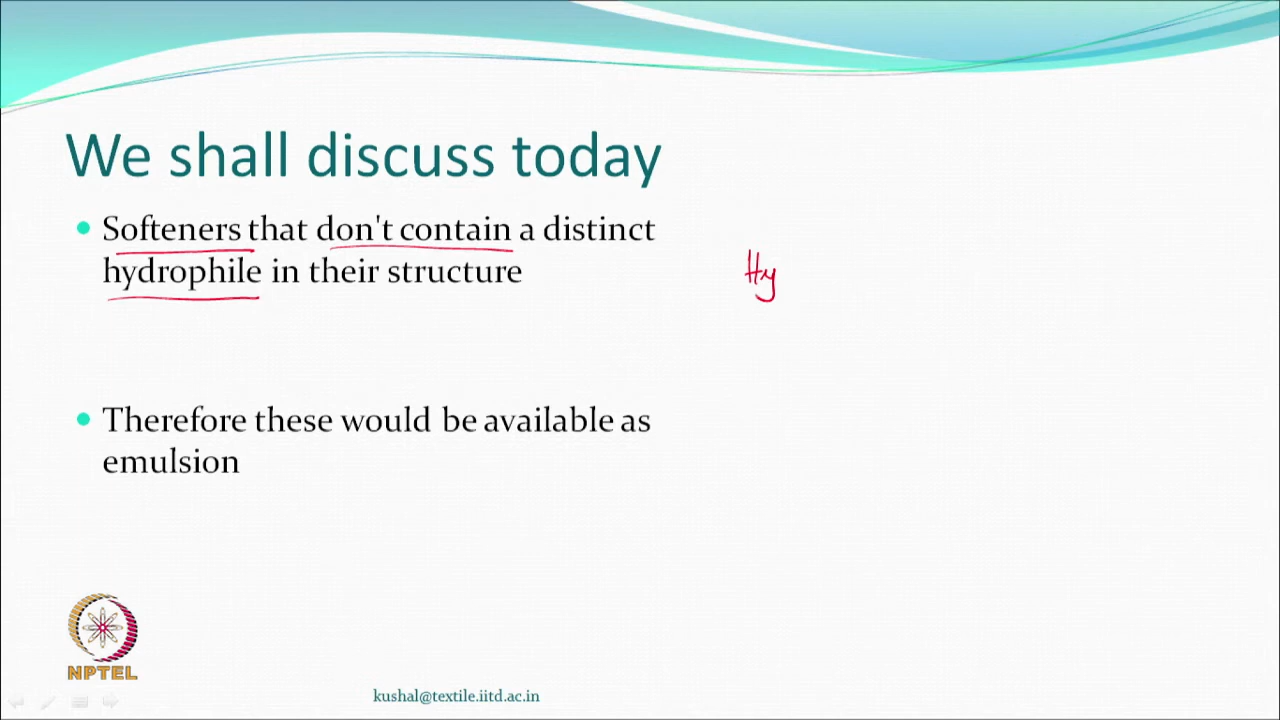 We shall discuss today
Softeners that don't contain a distinct
hydrophile in their structure
Hy
Therefore these would be available as
emulsion
NPTEL
kushal@textile.iitd.ac.in